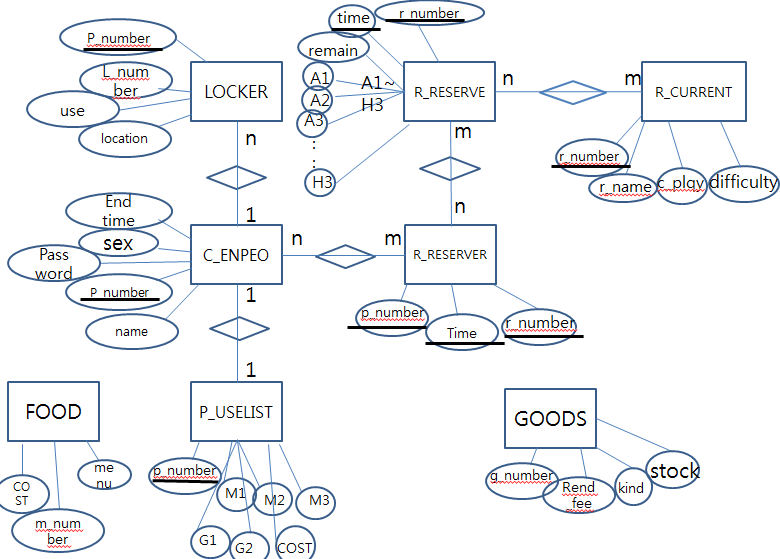 P_number
L_num
ber
use
location
LOCKER
n
time
r_number
remain
A1
A2
A3
H3
A1~
H3
R_RESERVE
n
m
R_CURRENT
r_number
r_name
c_plqy
difficulty
m
n
1
End
time
sex
Pass
word
P_number
name
C_ENPEO
n
m
R_RESERVER
p_number
Time
r_number
1
1
FOOD
CO
ST
m_num
ber
me
nu
P_USELIST
p_number
M1
M2
M3
G1
G2
COST
GOODS
g_number
Rend
fee
kind
stock